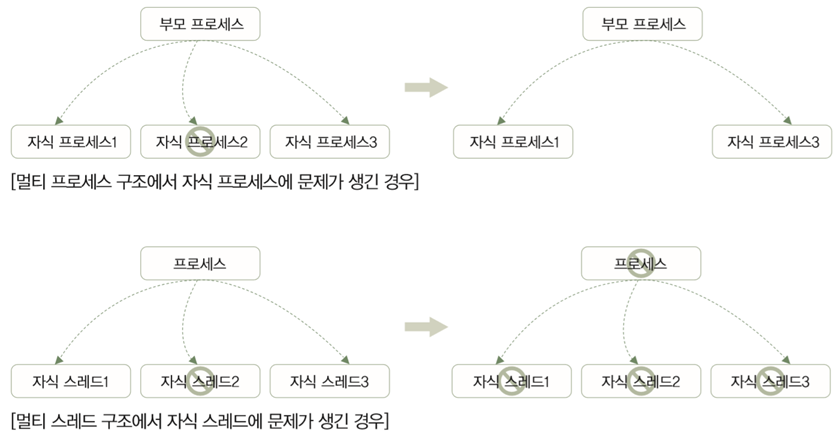 부모 프로세스
부모 프로세스
자식 프로세스1
자식 프로세스2
자식 프로세스3
자식 프로세스1
자식 프로세스3
[멀티 프로세스 구조에서 자식 프로세스에 문제가 생긴 경우]
프로세스
프로세스
자식 스레드1
자식 스레드2
자식 스레드3
자식 스레드1
자식 스레드2
자식 스레드3
[멀티 스레드 구조에서 자식 스레드에 문제가 생긴 경우]